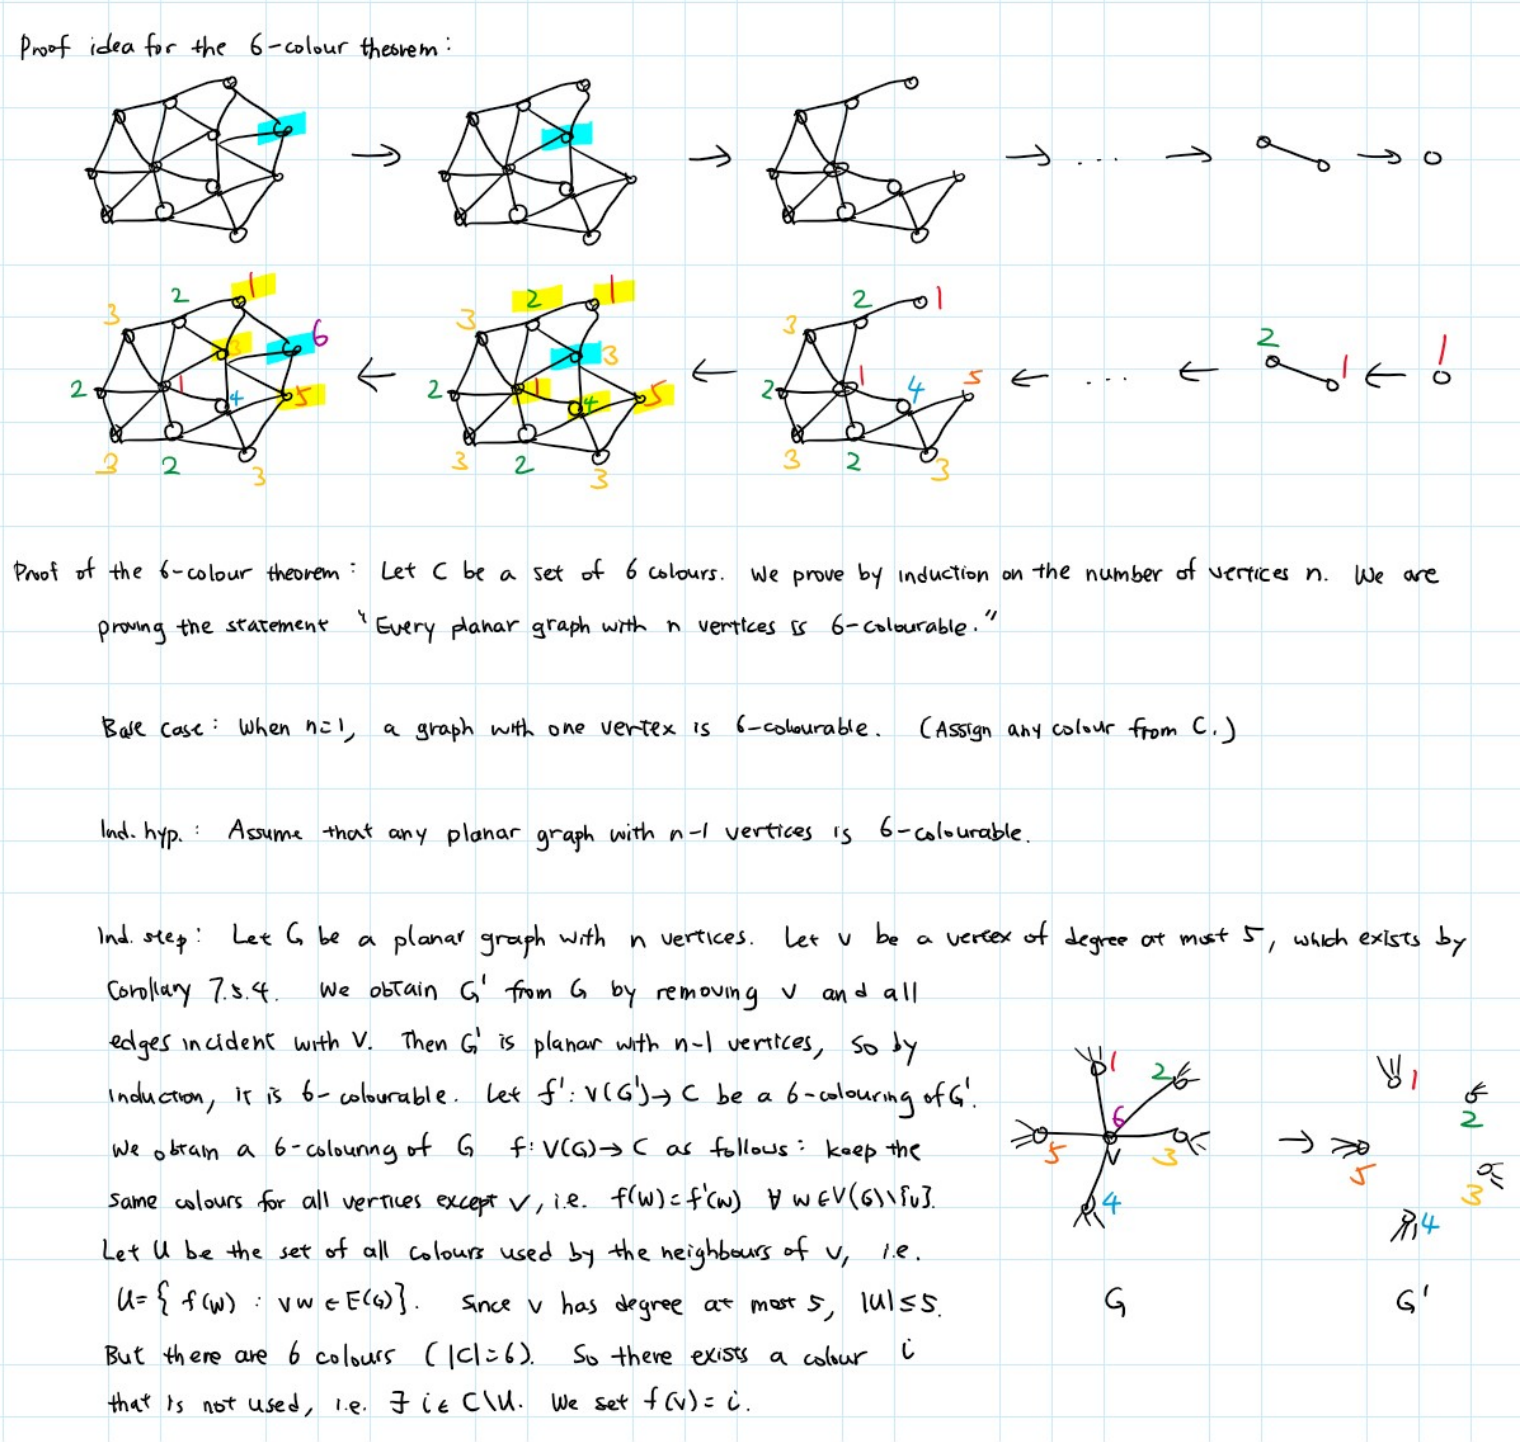 Proof idea for the 6-colour theorem:
→ → → ... → →
2 1 3 3 6 2 1 4 5 3 2 3
2 1 3 3 2 1 4 5 3 2 3
2 1 3 2 1 4 5 3 2 3
2 1 1
← ← ← ... ← ←
Proof of the 6-colour theorem: Let C be a set of 6 colours. We prove by induction on the number of vertices n. We are
proving the statement "Every planar graph with n vertices is 6-colourable."
Base case: When n=1, a graph with one vertex is 6-colourable. (Assign any colour from C.)
Ind. hyp.: Assume that any planar graph with n-1 vertices is 6-colourable.
Ind. step: Let G be a planar graph with n vertices. Let v be a vertex of degree at most 5, which exists by
Corollary 7.5.4. We obtain G' from G by removing v and all
edges incident with v. Then G' is planar with n-1 vertices, so by
induction, it is 6-colourable. Let f': V(G')→C be a 6-colouring of G'.
We obtain a 6-colouring of G f: V(G)→C as follows: keep the
same colours for all vertices except v, i.e. f(w)=f'(w) ∀ w∈V(G)\{v}.
Let U be the set of all colours used by the neighbours of v, i.e.
U={ f(w) : vw ∈ E(G)}. Since v has degree at most 5, |U|≤5.
But there are 6 colours (|C|=6). So there exists a colour i
that is not used, i.e. ∃ i∈ C\U. We set f(v)=i.
1 2 6 5 v 3 4
→
1 2 5 3 4
G G'